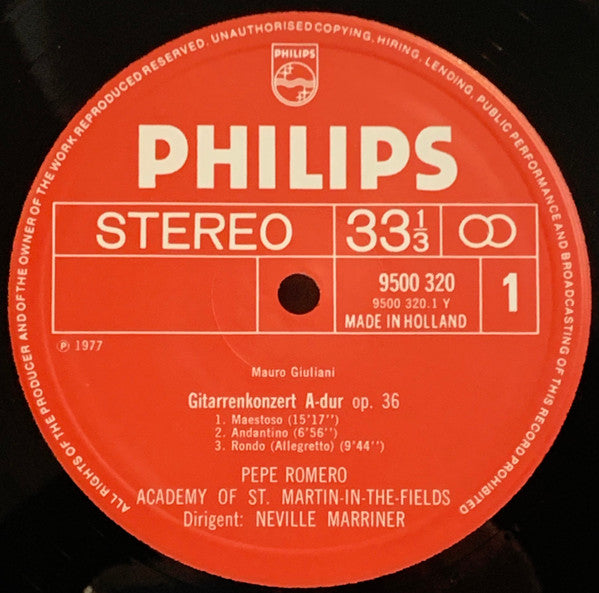 ALL RIGHTS OF THE PRODUCER AND OF THE OWNER OF THE WORK REPRODUCED RESERVED. UNAUTHORISED COPYING, HIRING, LENDING, PUBLIC PERFORMANCE AND BROADCASTING OF THIS RECORD PROHIBITED
PHILIPS
PHILIPS
STEREO 33⅓
9500 320
9500 320.1 Y
MADE IN HOLLAND
1
℗ 1977
Mauro Giuliani
Gitarrenkonzert A-dur op. 36
1. Maestoso (15'17'')
2. Andantino (6'56'')
3. Rondo (Allegretto) (9'44'')
PEPE ROMERO
ACADEMY OF ST. MARTIN-IN-THE-FIELDS
Dirigent: NEVILLE MARRINER